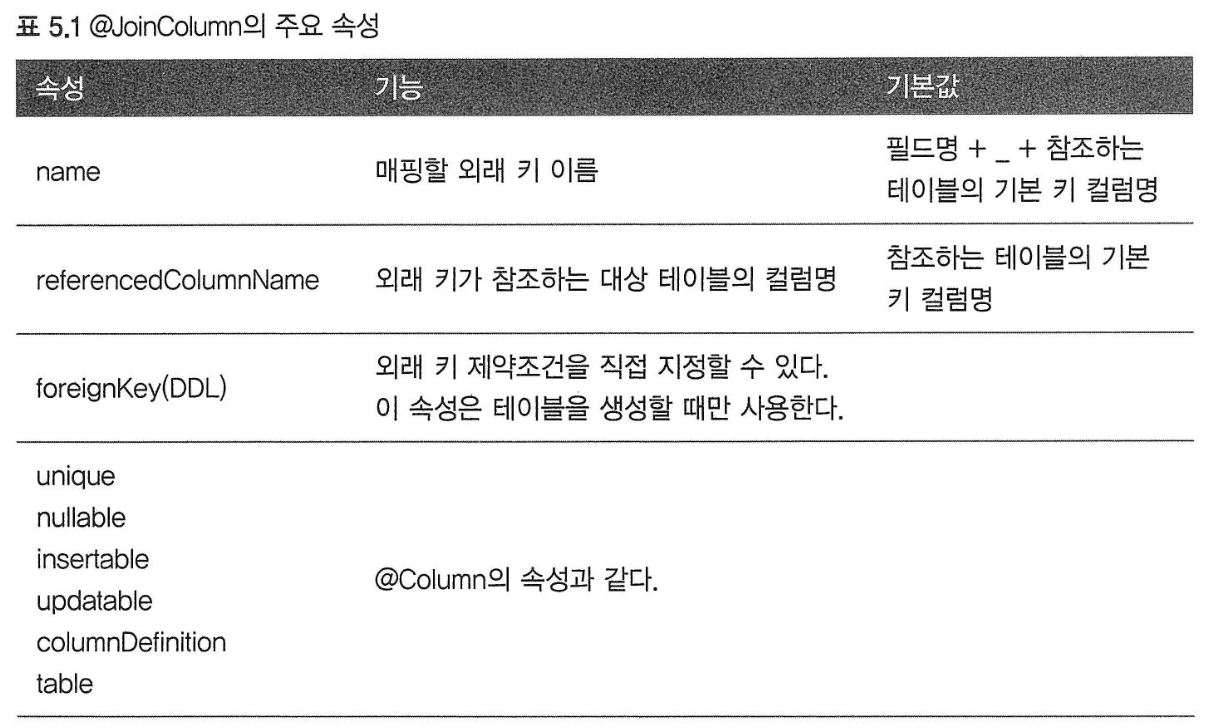 표 5.1 @JoinColumn의 주요 속성
속성 기능 기본값
name 매핑할 외래 키 이름 필드명 + _ + 참조하는
테이블의 기본 키 컬럼명
referencedColumnName 외래 키가 참조하는 대상 테이블의 컬럼명 참조하는 테이블의 기본
키 컬럼명
foreignKey(DDL) 외래 키 제약조건을 직접 지정할 수 있다.
이 속성은 테이블을 생성할 때만 사용한다.
unique
nullable
insertable
updatable
columnDefinition
table
@Column의 속성과 같다.